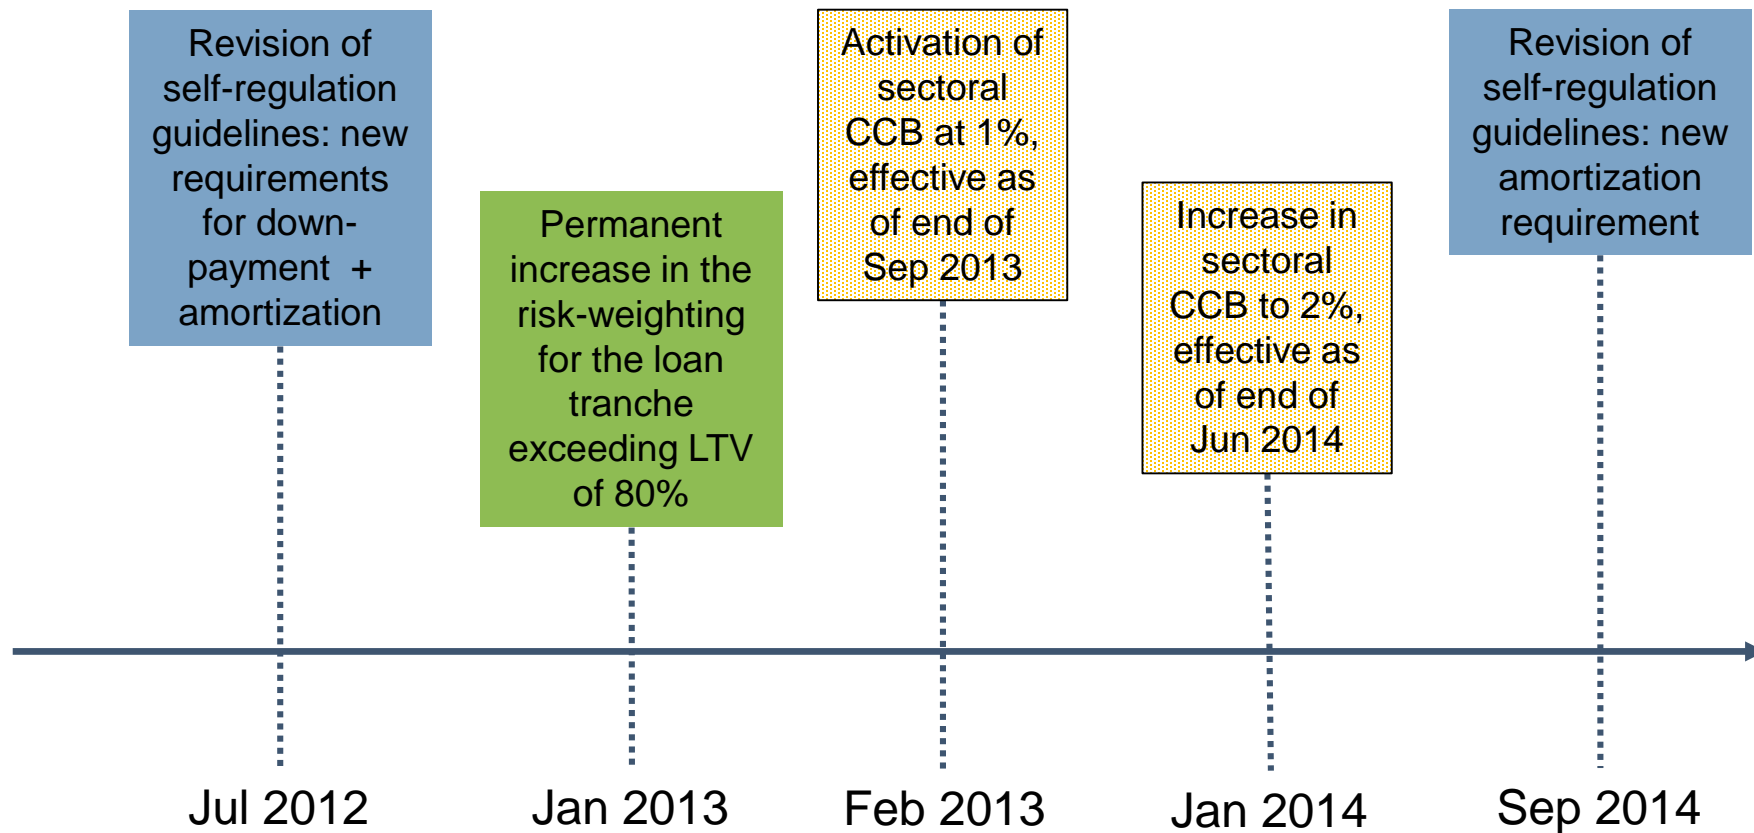 Revision of
self-regulation
guidelines: new
requirements
for down-
payment +
amortization
Permanent
increase in the
risk-weighting
for the loan
tranche
exceeding LTV
of 80%
Activation of
sectoral
CCB at 1%,
effective as
of end of
Sep 2013
Increase in
sectoral
CCB to 2%,
effective as
of end of
Jun 2014
Revision of
self-regulation
guidelines: new
amortization
requirement
Jul 2012
Jan 2013
Feb 2013
Jan 2014
Sep 2014